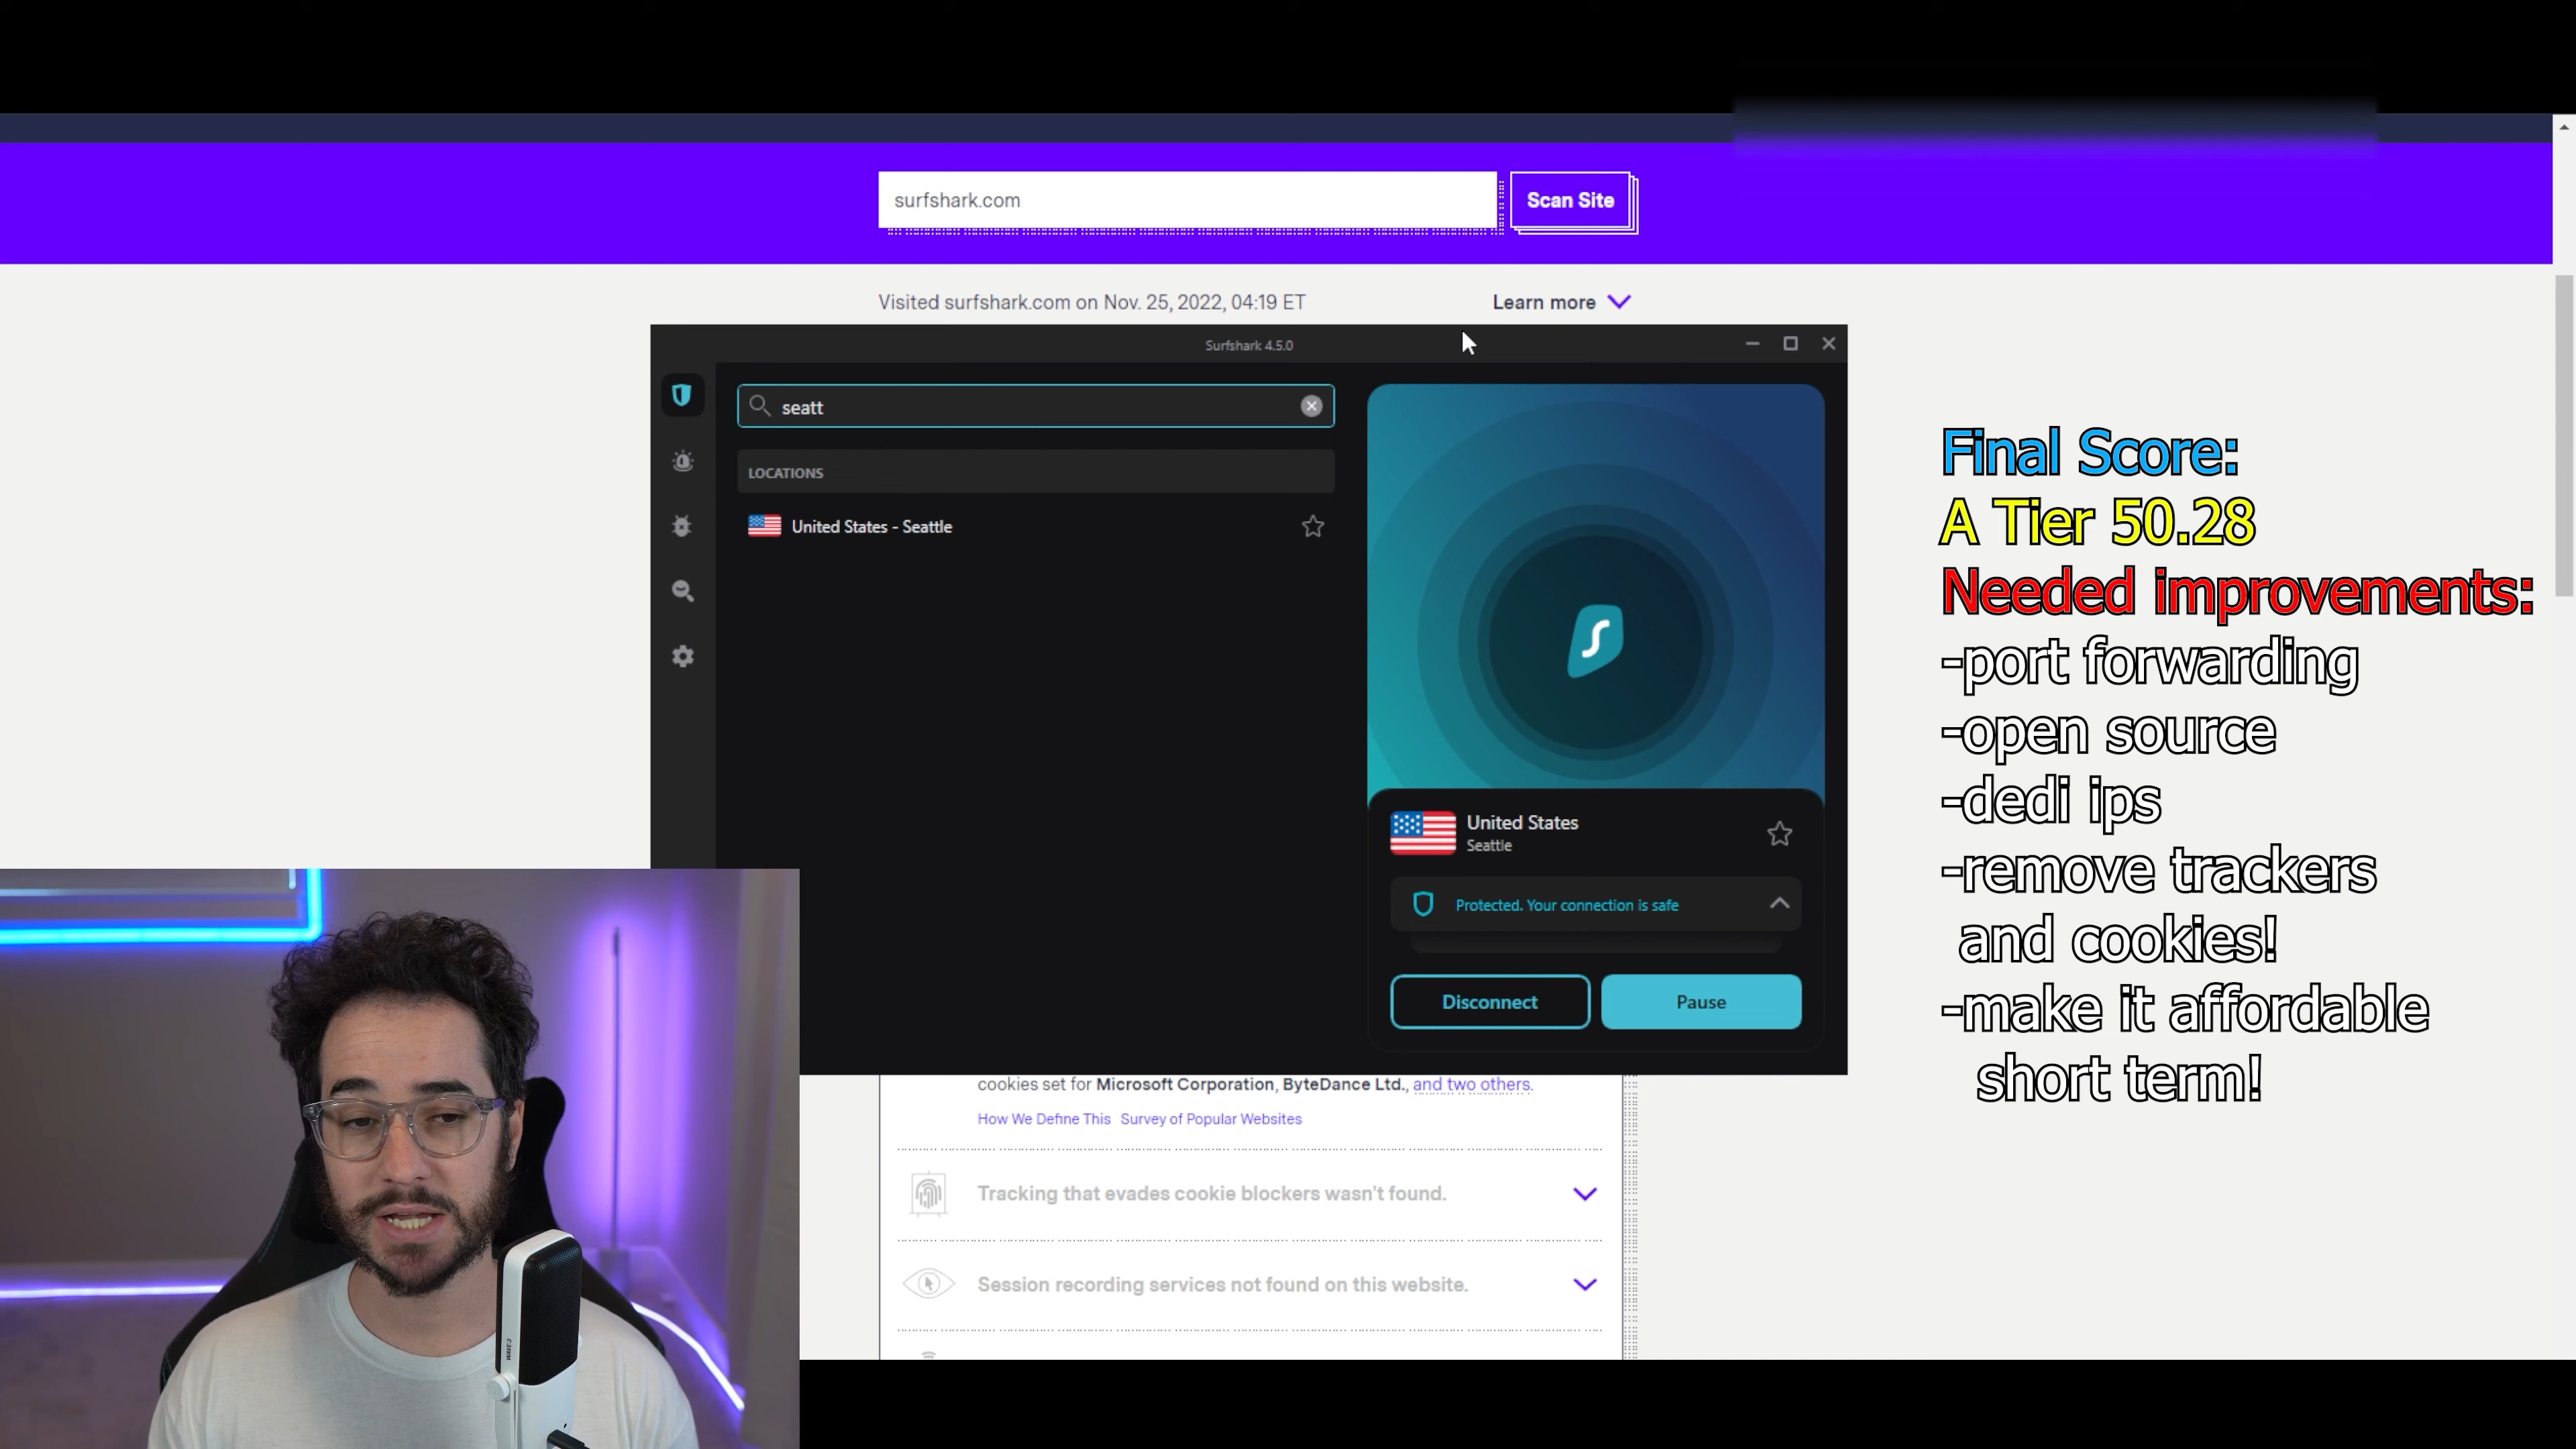 surfshark.com
Scan Site
Visited surfshark.com on Nov. 25, 2022, 04:19 ET
Learn more
Surfshark 4.5.0
seatt
LOCATIONS
United States - Seattle
United States
Seattle
Protected. Your connection is safe
Disconnect
Pause
Final Score:
A Tier 50.28
Needed improvements:
-port forwarding
-open source
-dedi ips
-remove trackers
and cookies!
-make it affordable
short term!
cookies set for Microsoft Corporation, ByteDance Ltd., and two others.
How We Define This Survey of Popular Websites
Tracking that evades cookie blockers wasn't found.
Session recording services not found on this website.